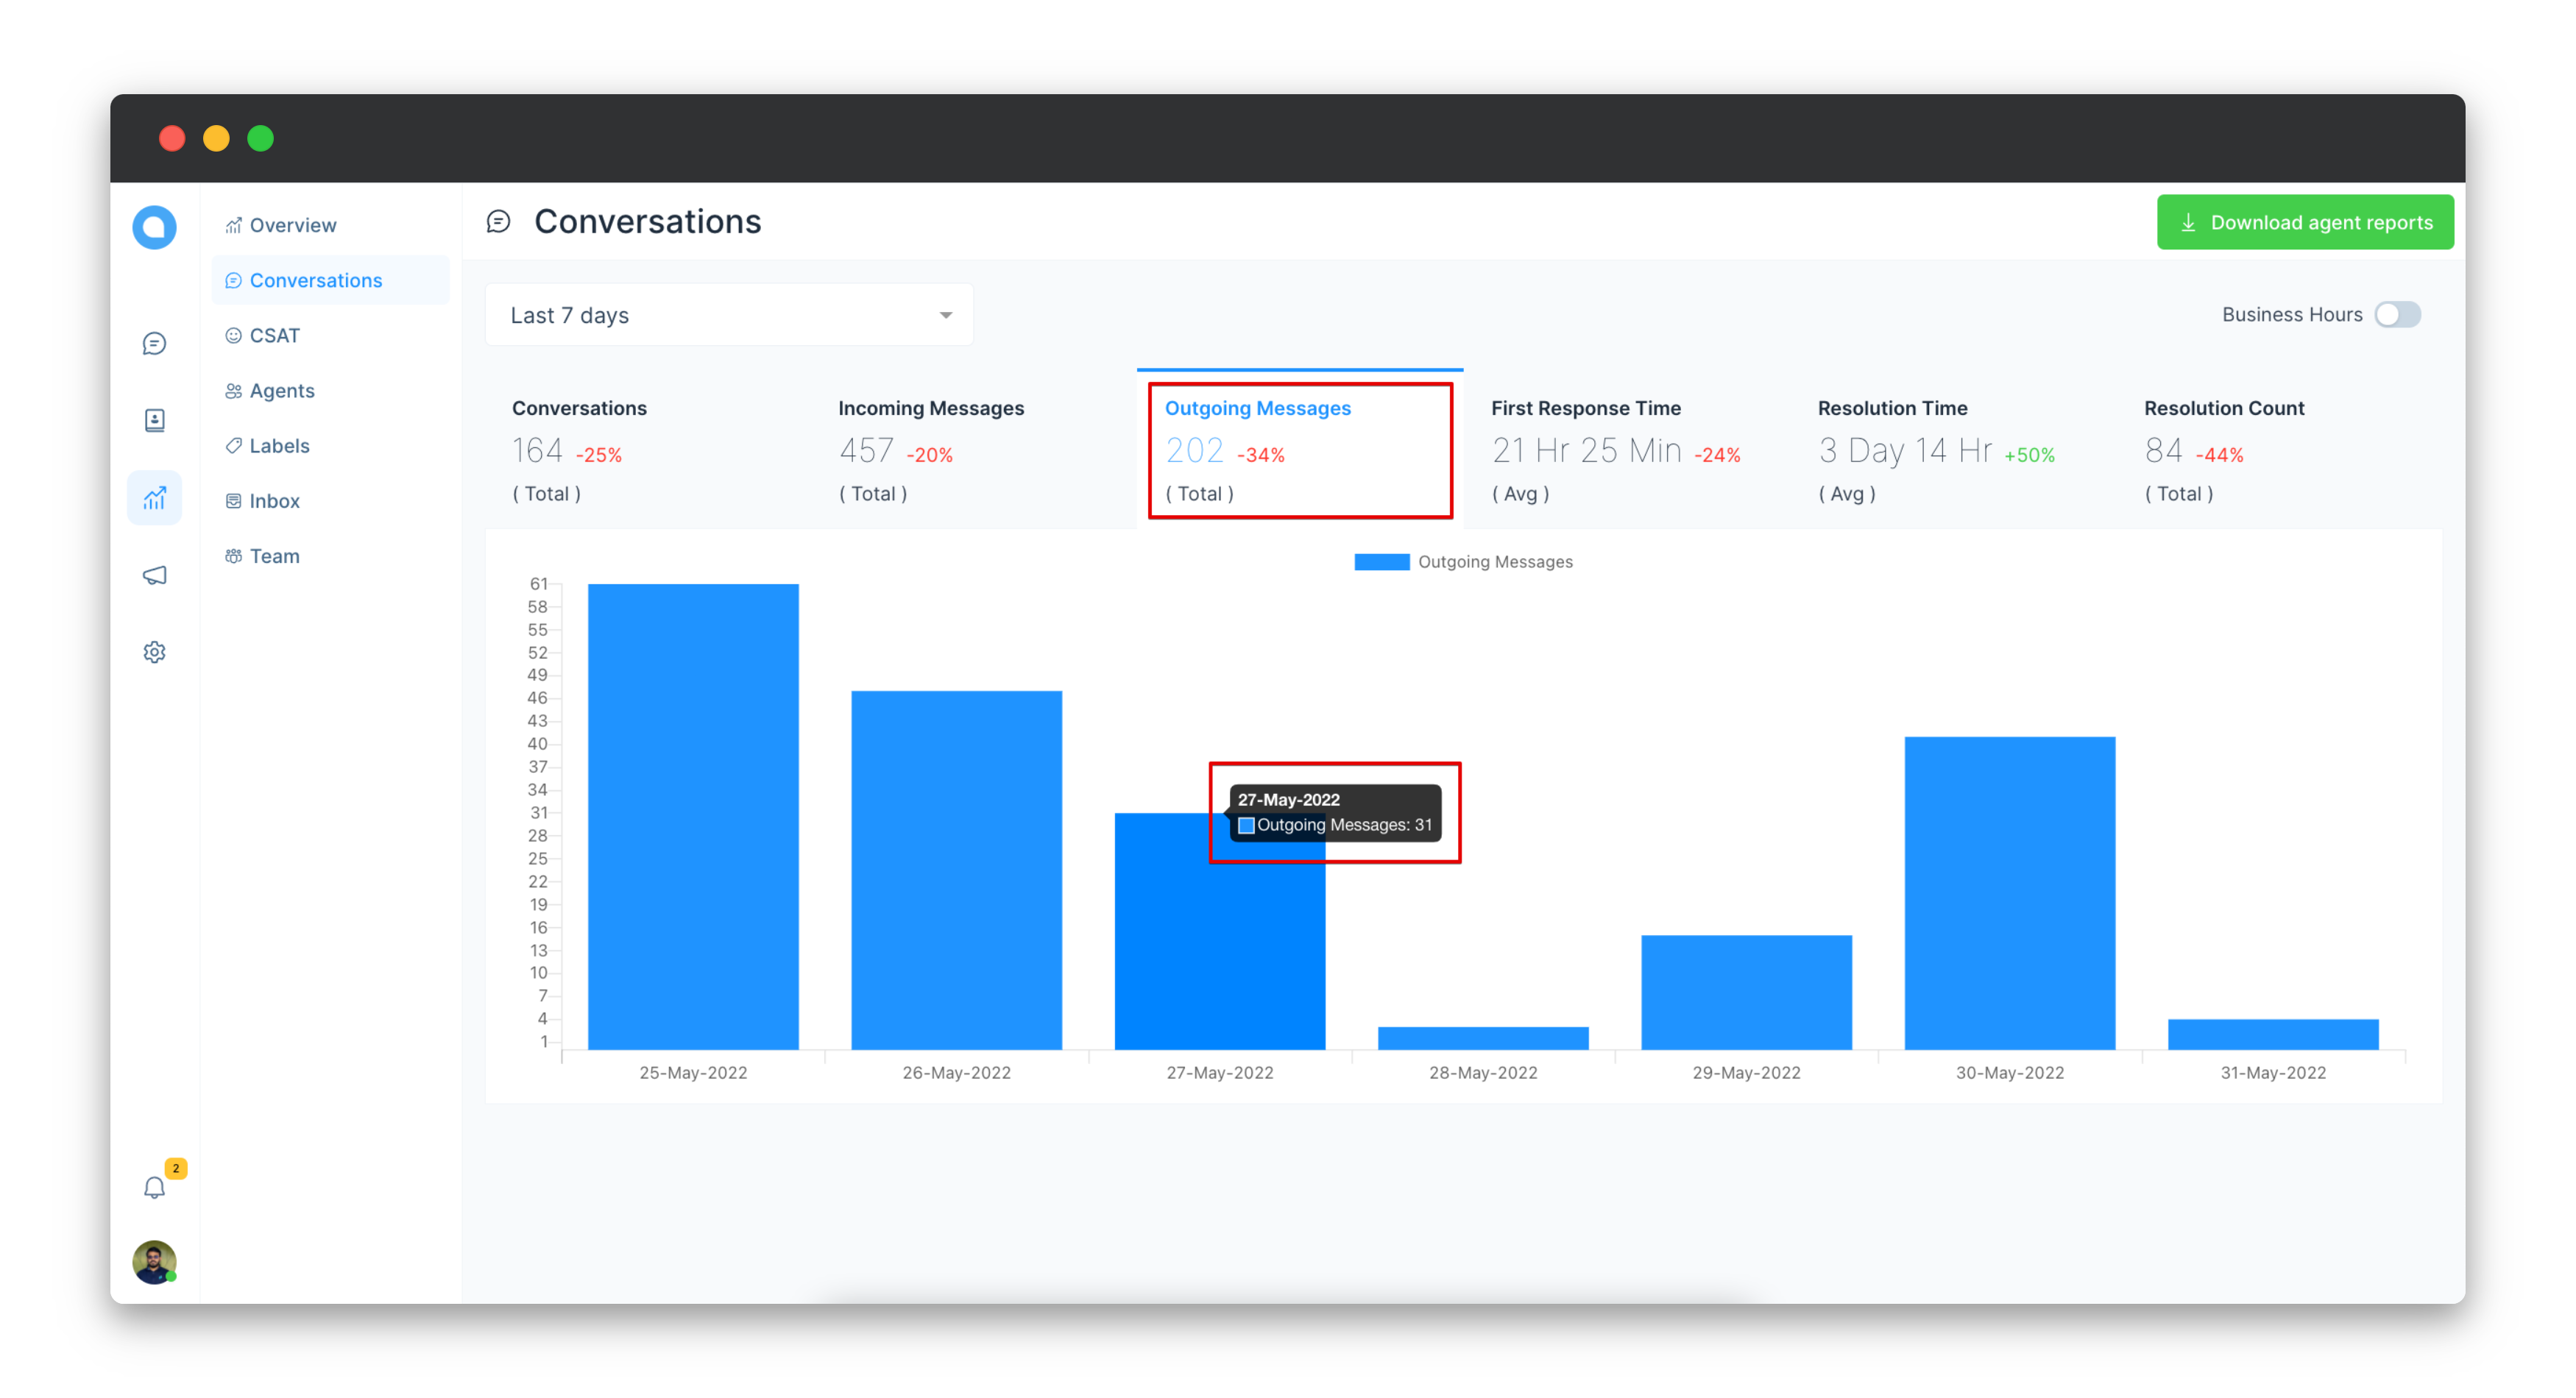 Overview
Conversations
CSAT
Agents
Labels
Inbox
Team
2
Conversations
Download agent reports
Last 7 days
Business Hours
Conversations
164 -25%
( Total )
Incoming Messages
457 -20%
( Total )
Outgoing Messages
202 -34%
( Total )
First Response Time
21 Hr 25 Min -24%
( Avg )
Resolution Time
3 Day 14 Hr +50%
( Avg )
Resolution Count
84 -44%
( Total )
Outgoing Messages
61
58
55
52
49
46
43
40
37
34
31
28
25
22
19
16
13
10
7
4
1
27-May-2022
Outgoing Messages: 31
25-May-2022
26-May-2022
27-May-2022
28-May-2022
29-May-2022
30-May-2022
31-May-2022